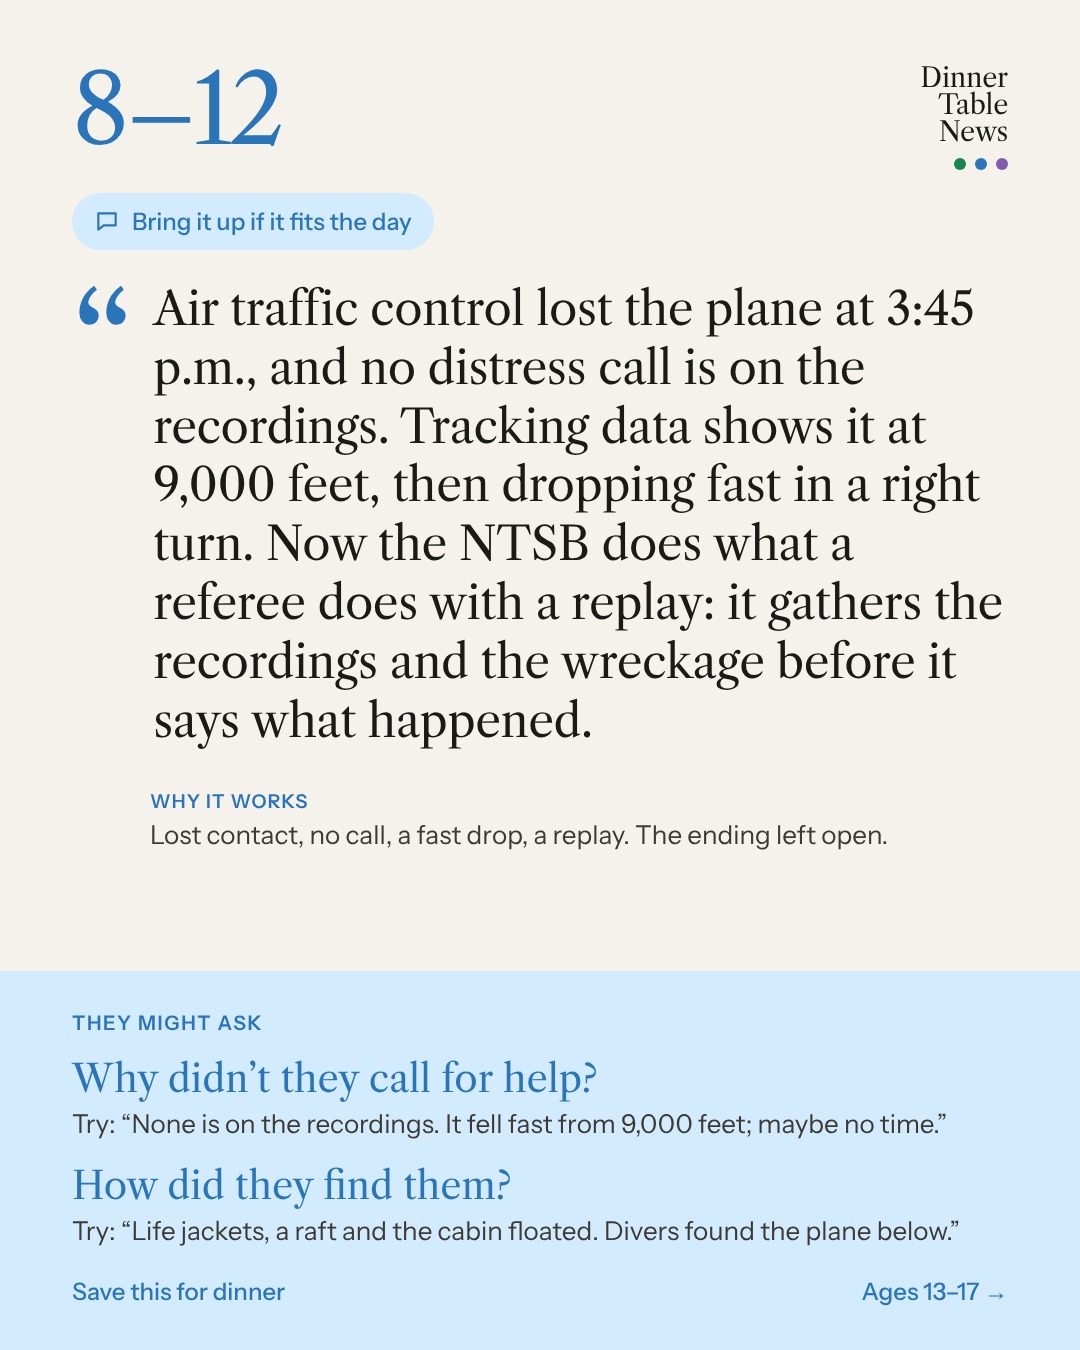 8–12
Dinner
Table
News
Bring it up if it fits the day
“Air traffic control lost the plane at 3:45
p.m., and no distress call is on the
recordings. Tracking data shows it at
9,000 feet, then dropping fast in a right
turn. Now the NTSB does what a
referee does with a replay: it gathers the
recordings and the wreckage before it
says what happened.
WHY IT WORKS
Lost contact, no call, a fast drop, a replay. The ending left open.
THEY MIGHT ASK
Why didn’t they call for help?
Try: “None is on the recordings. It fell fast from 9,000 feet; maybe no time.”
How did they find them?
Try: “Life jackets, a raft and the cabin floated. Divers found the plane below.”
Save this for dinner
Ages 13–17 →